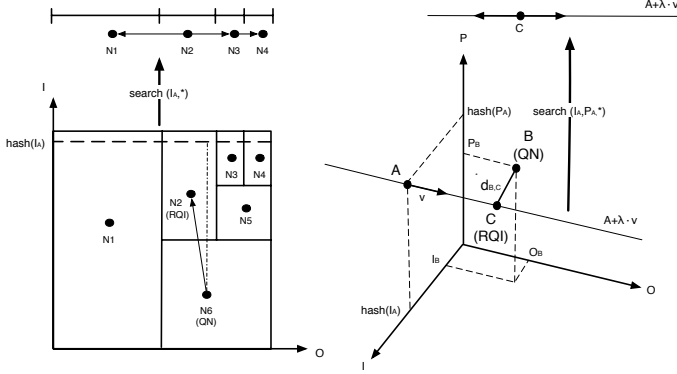 N1 N2 N3 N4
search (IA,*)
I
hash(IA)
N3 N4
N2
(RQI)
N5
N1
N6
(QN)
O
A+λ·v
C
P
hash(PA)
search (IA,PA,*)
PB
B
(QN)
A
dB,C
v
C
(RQI)
A+λ·v
IB
OB
O
hash(IA)
I